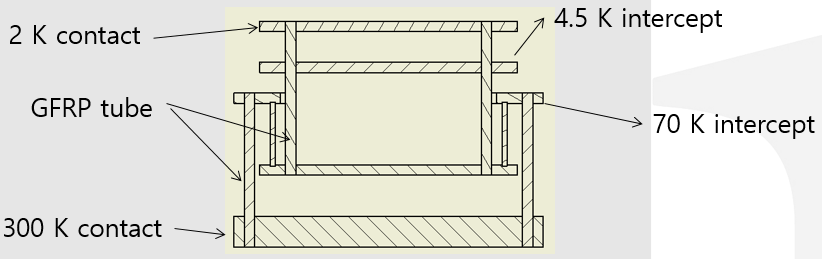 4.5 K intercept
2 K contact
GFRP tube
70 K intercept
300 K contact